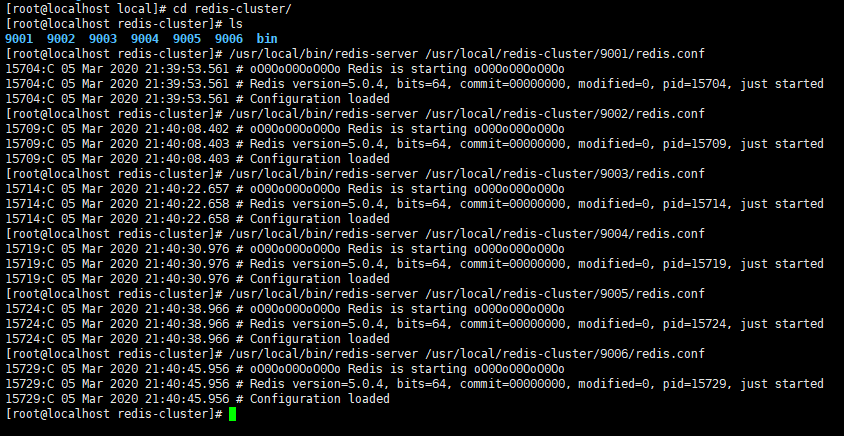 [root@localhost local]# cd redis-cluster/
[root@localhost redis-cluster]# ls
9001  9002  9003  9004  9005  9006  bin
[root@localhost redis-cluster]# /usr/local/bin/redis-server /usr/local/redis-cluster/9001/redis.conf
15704:C 05 Mar 2020 21:39:53.561 # oO0OoO0OoO0Oo Redis is starting oO0OoO0OoO0Oo
15704:C 05 Mar 2020 21:39:53.561 # Redis version=5.0.4, bits=64, commit=00000000, modified=0, pid=15704, just started
15704:C 05 Mar 2020 21:39:53.561 # Configuration loaded
[root@localhost redis-cluster]# /usr/local/bin/redis-server /usr/local/redis-cluster/9002/redis.conf
15709:C 05 Mar 2020 21:40:08.402 # oO0OoO0OoO0Oo Redis is starting oO0OoO0OoO0Oo
15709:C 05 Mar 2020 21:40:08.403 # Redis version=5.0.4, bits=64, commit=00000000, modified=0, pid=15709, just started
15709:C 05 Mar 2020 21:40:08.403 # Configuration loaded
[root@localhost redis-cluster]# /usr/local/bin/redis-server /usr/local/redis-cluster/9003/redis.conf
15714:C 05 Mar 2020 21:40:22.657 # oO0OoO0OoO0Oo Redis is starting oO0OoO0OoO0Oo
15714:C 05 Mar 2020 21:40:22.658 # Redis version=5.0.4, bits=64, commit=00000000, modified=0, pid=15714, just started
15714:C 05 Mar 2020 21:40:22.658 # Configuration loaded
[root@localhost redis-cluster]# /usr/local/bin/redis-server /usr/local/redis-cluster/9004/redis.conf
15719:C 05 Mar 2020 21:40:30.976 # oO0OoO0OoO0Oo Redis is starting oO0OoO0OoO0Oo
15719:C 05 Mar 2020 21:40:30.976 # Redis version=5.0.4, bits=64, commit=00000000, modified=0, pid=15719, just started
15719:C 05 Mar 2020 21:40:30.976 # Configuration loaded
[root@localhost redis-cluster]# /usr/local/bin/redis-server /usr/local/redis-cluster/9005/redis.conf
15724:C 05 Mar 2020 21:40:38.966 # oO0OoO0OoO0Oo Redis is starting oO0OoO0OoO0Oo
15724:C 05 Mar 2020 21:40:38.966 # Redis version=5.0.4, bits=64, commit=00000000, modified=0, pid=15724, just started
15724:C 05 Mar 2020 21:40:38.966 # Configuration loaded
[root@localhost redis-cluster]# /usr/local/bin/redis-server /usr/local/redis-cluster/9006/redis.conf
15729:C 05 Mar 2020 21:40:45.956 # oO0OoO0OoO0Oo Redis is starting oO0OoO0OoO0Oo
15729:C 05 Mar 2020 21:40:45.956 # Redis version=5.0.4, bits=64, commit=00000000, modified=0, pid=15729, just started
15729:C 05 Mar 2020 21:40:45.956 # Configuration loaded
[root@localhost redis-cluster]#